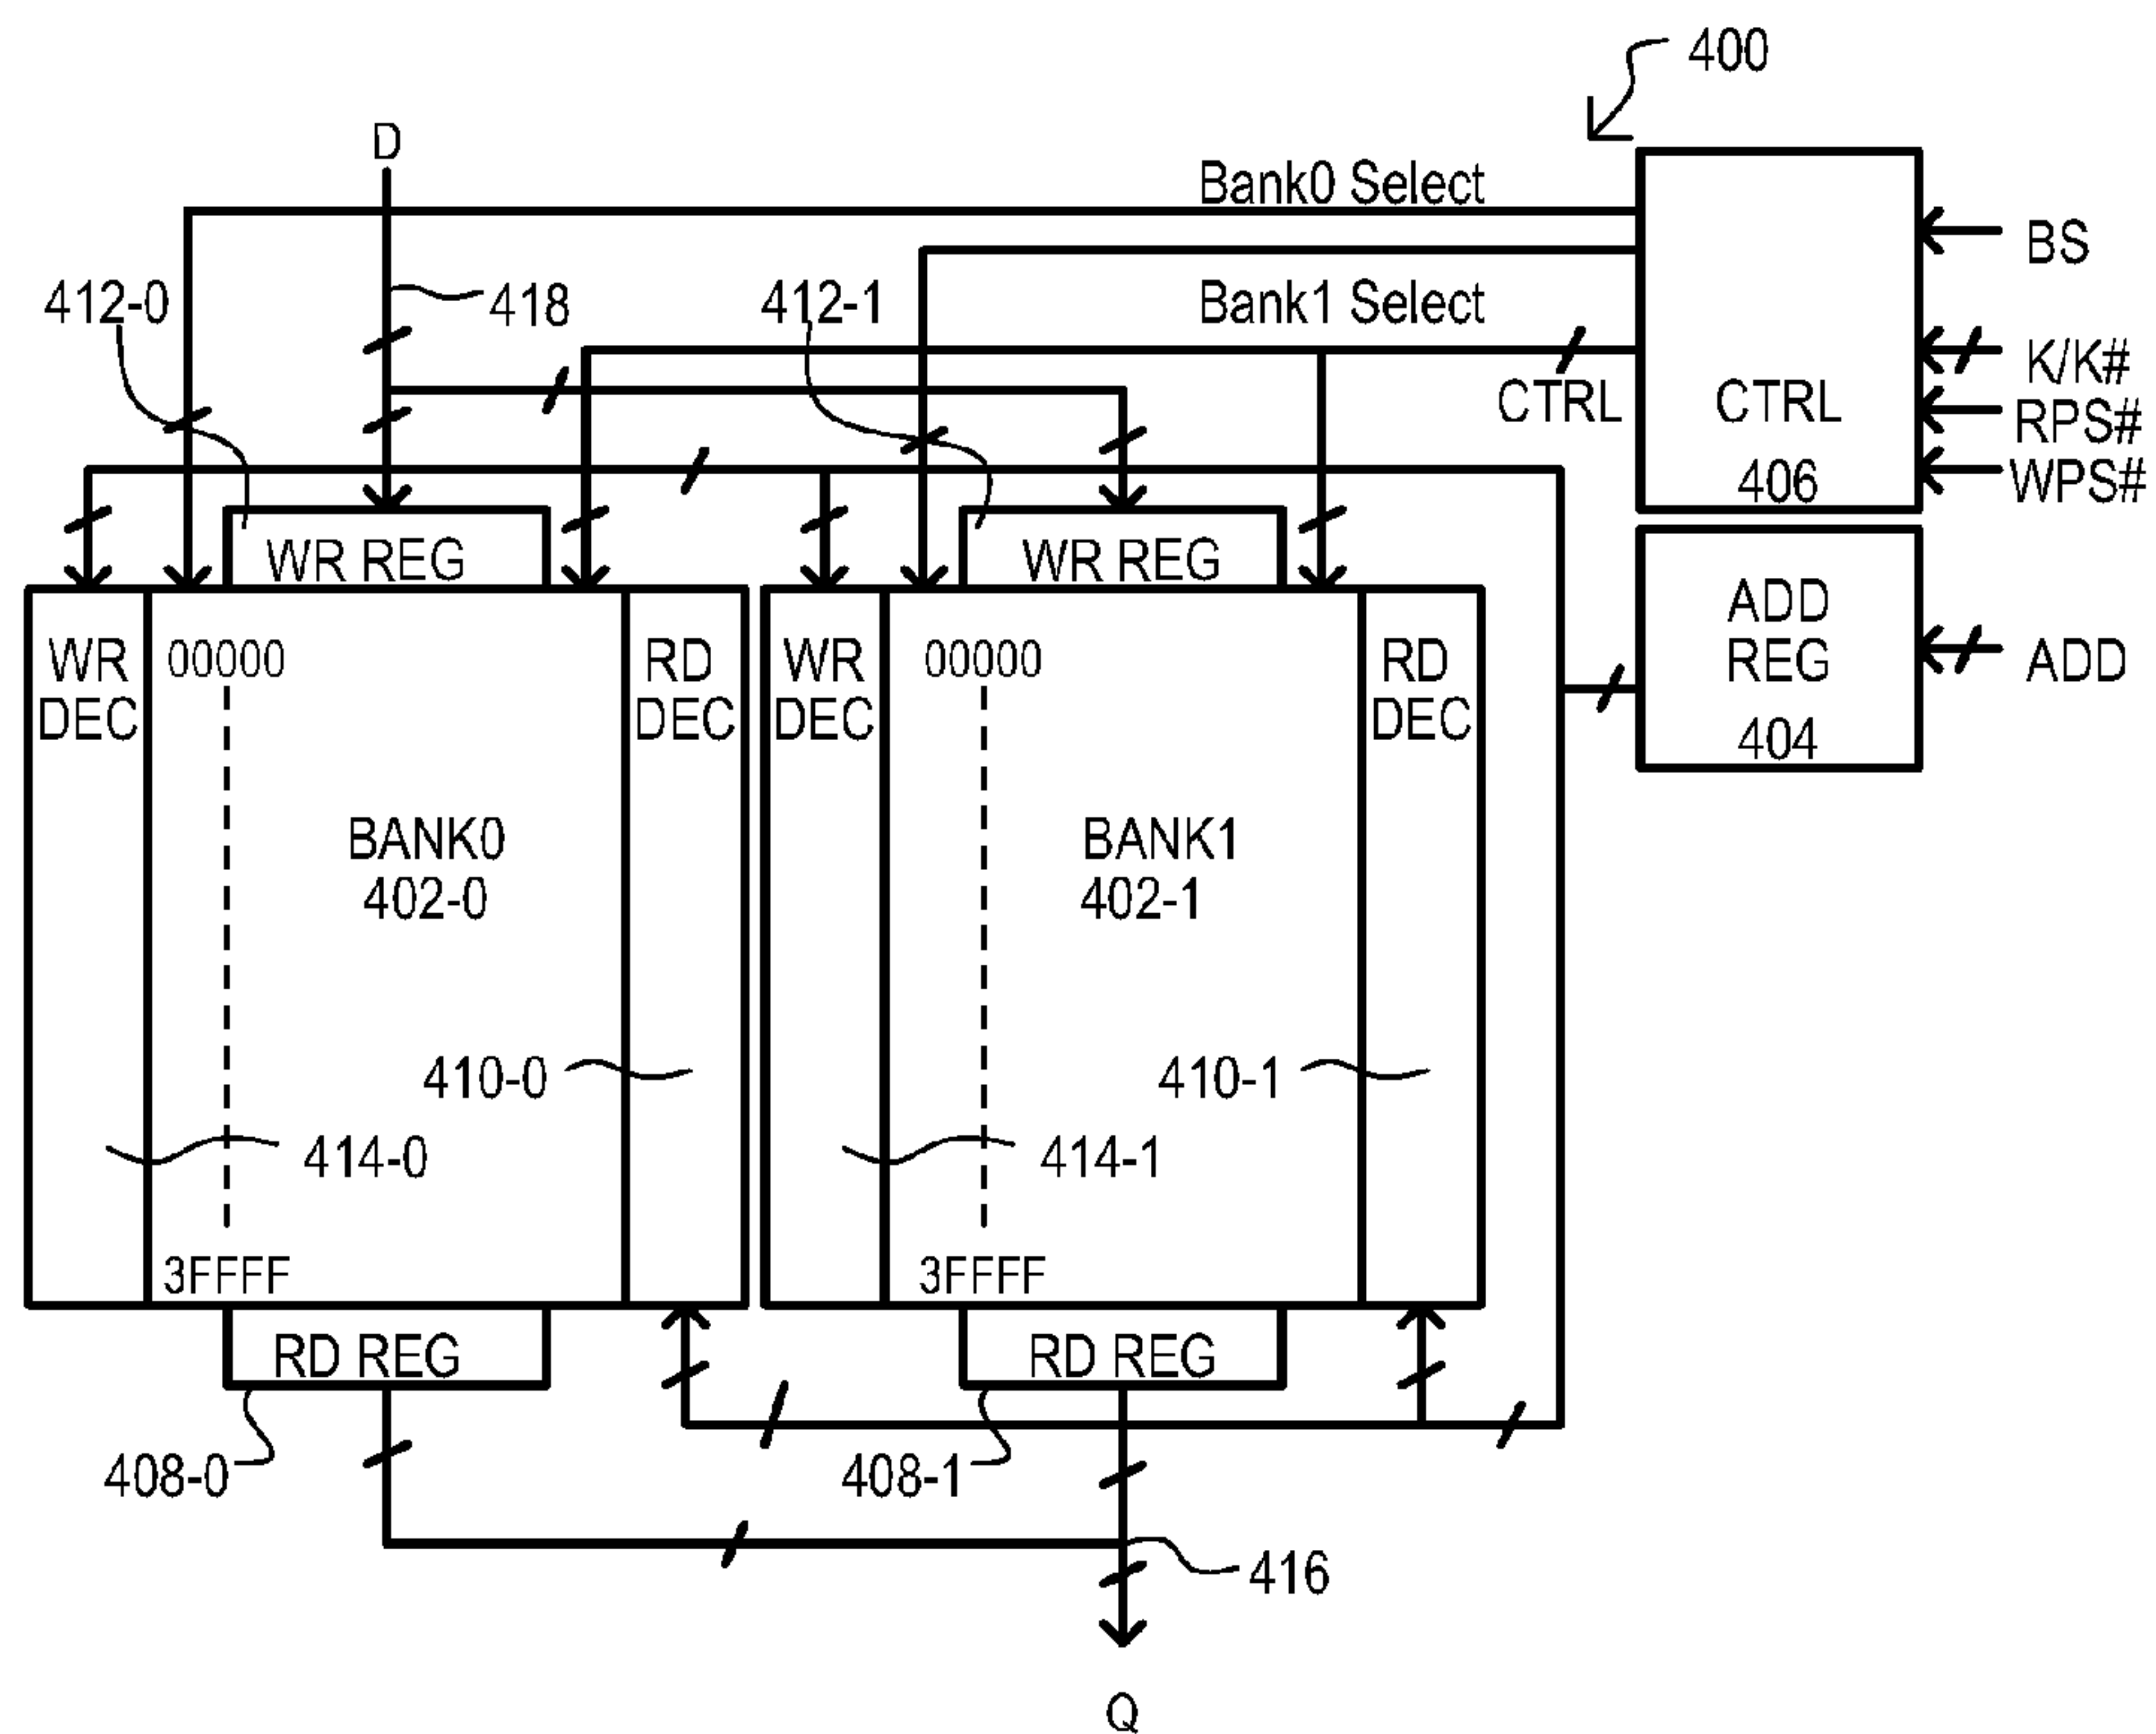 400
D
Bank0 Select
BS
412-0
418
412-1
Bank1 Select
K/K#
CTRL
CTRL
RPS#
406
WPS#
WR REG
WR REG
ADD
REG
404
ADD
WR
DEC
00000
RD
DEC
WR
DEC
00000
RD
DEC
BANK0
402-0
BANK1
402-1
410-0
410-1
414-0
414-1
3FFFF
3FFFF
RD REG
RD REG
408-0
408-1
416
Q